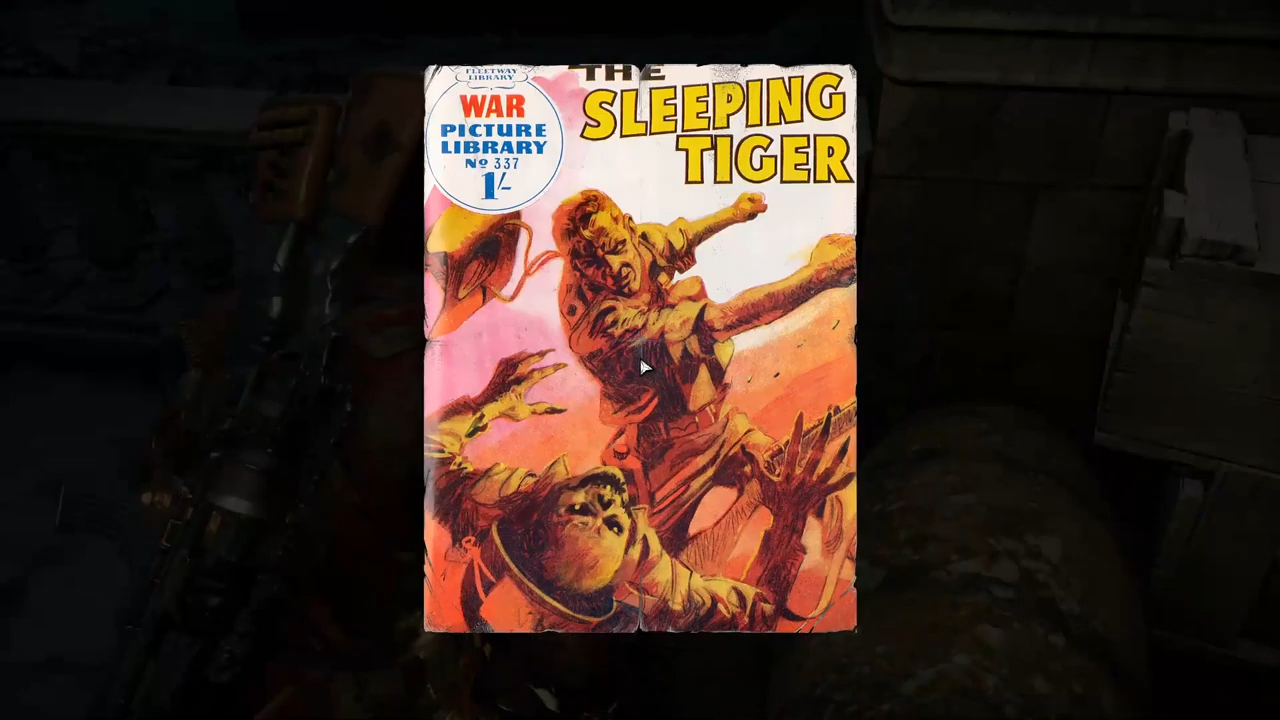 FLEETWAY
LIBRARY
WAR
PICTURE
LIBRARY
No 337
1/-
THE
SLEEPING
TIGER